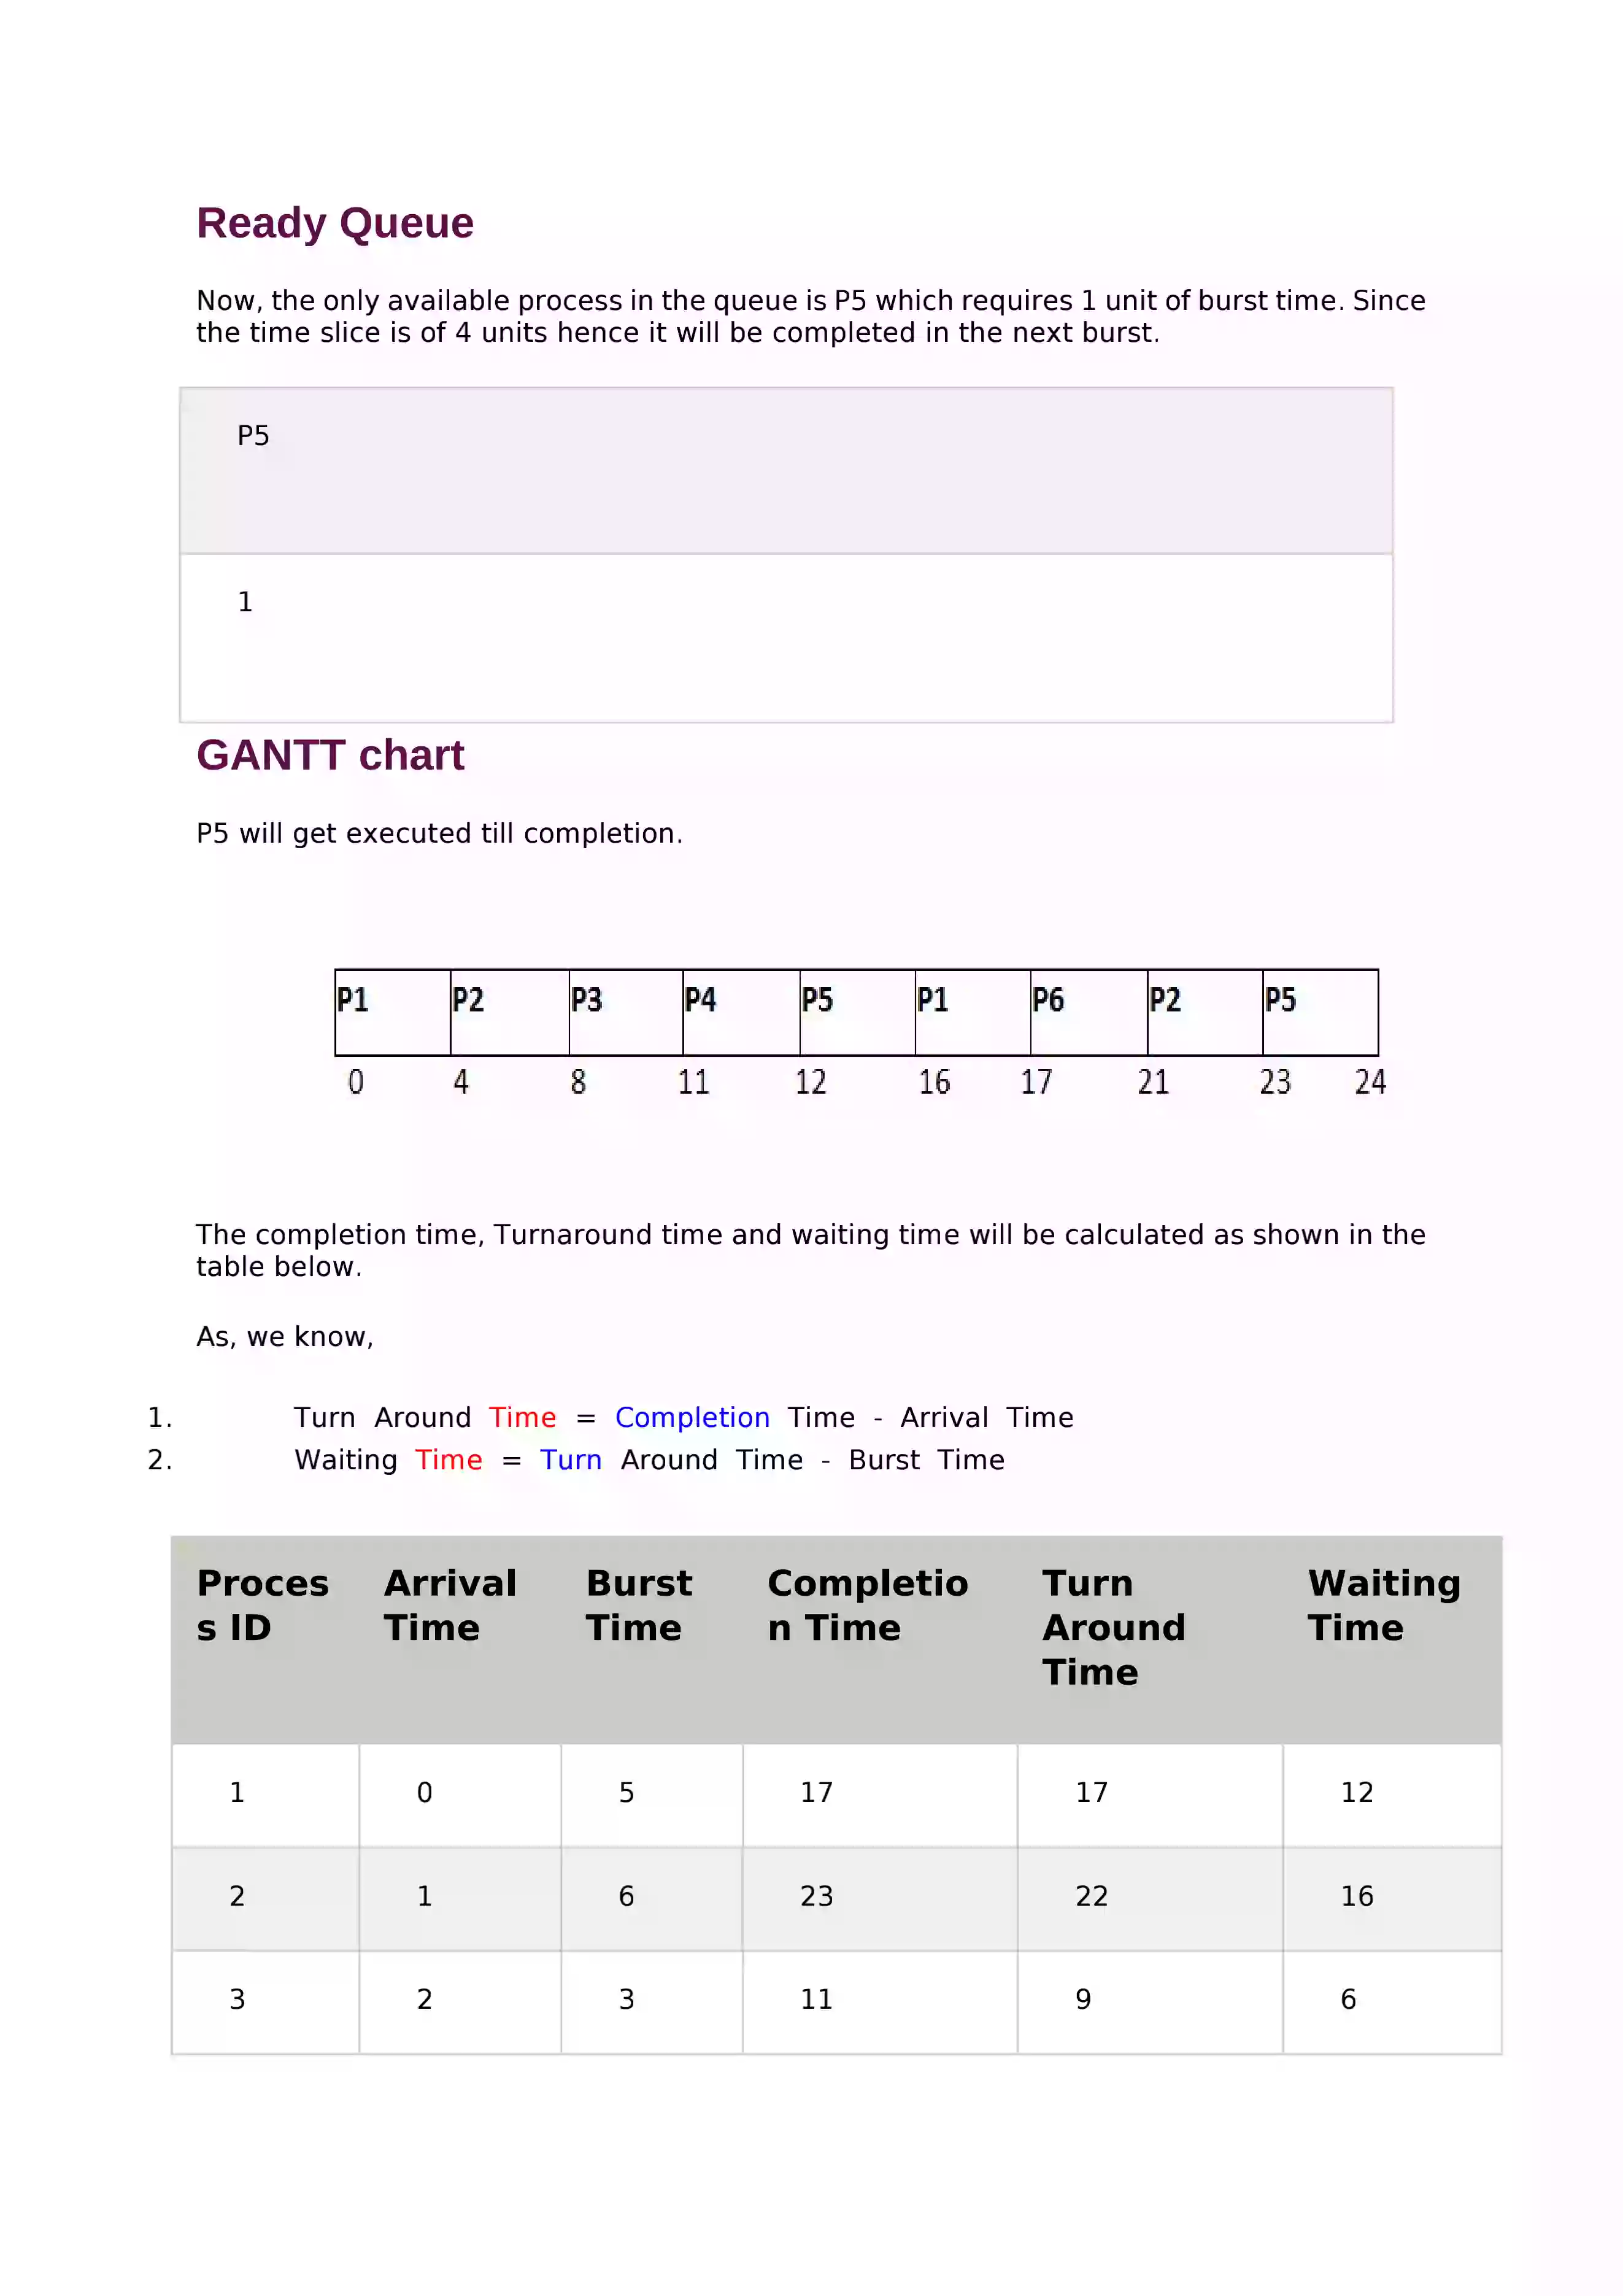 Ready Queue
Now, the only available process in the queue is P5 which requires 1 unit of burst time. Since
the time slice is of 4 units hence it will be completed in the next burst.
P5
1
GANTT chart
P5 will get executed till completion.
P1 P2 P3 P4 P5 P1 P6 P2 P5
0 4 8 11 12 16 17 21 23 24
The completion time, Turnaround time and waiting time will be calculated as shown in the
table below.
As, we know,
1. Turn Around Time = Completion Time - Arrival Time
2. Waiting Time = Turn Around Time - Burst Time
Proces Arrival Burst Completio Turn Waiting
s ID Time Time n Time Around Time
Time
1 0 5 17 17 12
2 1 6 23 22 16
3 2 3 11 9 6